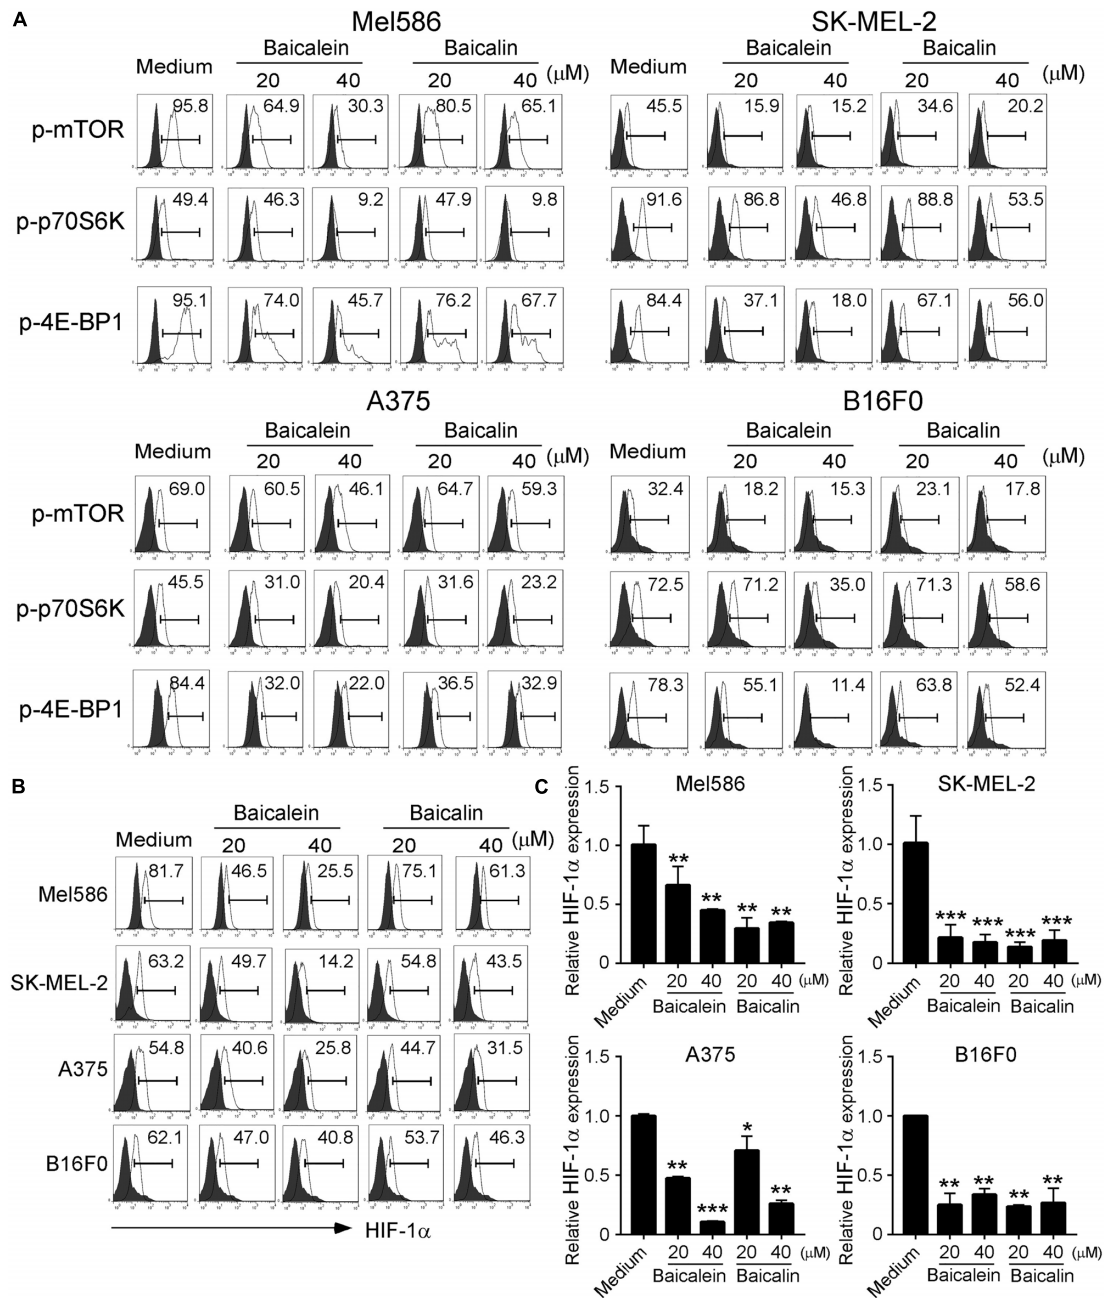 A
Mel586
SK-MEL-2
Baicalein Baicalin Baicalein Baicalin
Medium 20 40 20 40 (μM) Medium 20 40 20 40 (μM)
p-mTOR 95.8 64.9 30.3 80.5 65.1 45.5 15.9 15.2 34.6 20.2
p-p70S6K 49.4 46.3 9.2 47.9 9.8 91.6 86.8 46.8 88.8 53.5
p-4E-BP1 95.1 74.0 45.7 76.2 67.7 84.4 37.1 18.0 67.1 56.0
A375
B16F0
Baicalein Baicalin Baicalein Baicalin
Medium 20 40 20 40 (μM) Medium 20 40 20 40 (μM)
p-mTOR 69.0 60.5 46.1 64.7 59.3 32.4 18.2 15.3 23.1 17.8
p-p70S6K 45.5 31.0 20.4 31.6 23.2 72.5 71.2 35.0 71.3 58.6
p-4E-BP1 84.4 32.0 22.0 36.5 32.9 78.3 55.1 11.4 63.8 52.4
B
Baicalein Baicalin
Medium 20 40 20 40 (μM)
Mel586 81.7 46.5 25.5 75.1 61.3
SK-MEL-2 63.2 49.7 14.2 54.8 43.5
A375 54.8 40.6 25.8 44.7 31.5
B16F0 62.1 47.0 40.8 53.7 46.3
HIF-1α
C
Mel586
Relative HIF-1α expression
1.5
1.0
0.5
0
** ** ** **
Medium 20 40 20 40 (μM)
Baicalein Baicalin
SK-MEL-2
Relative HIF-1α expression
1.5
1.0
0.5
0
*** *** *** ***
Medium 20 40 20 40 (μM)
Baicalein Baicalin
A375
Relative HIF-1α expression
1.5
1.0
0.5
0
** *** * **
Medium 20 40 20 40 (μM)
Baicalein Baicalin
B16F0
Relative HIF-1α expression
1.5
1.0
0.5
0
** ** ** **
Medium 20 40 20 40 (μM)
Baicalein Baicalin